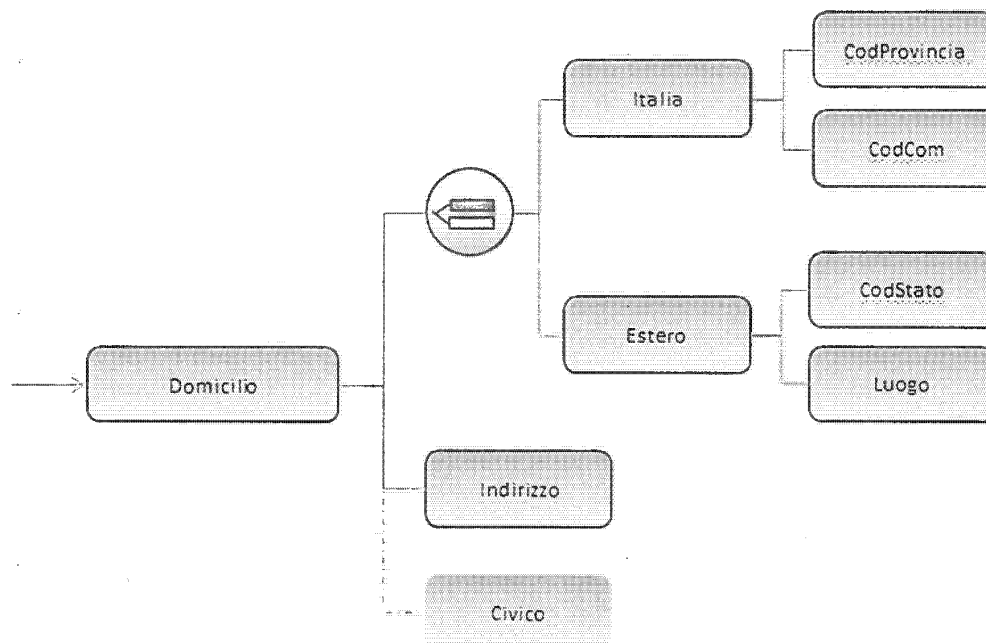 CodProvincia
Italia
CodCom
CodStato
Estero
Luogo
Domicilio
Indirizzo
Civico